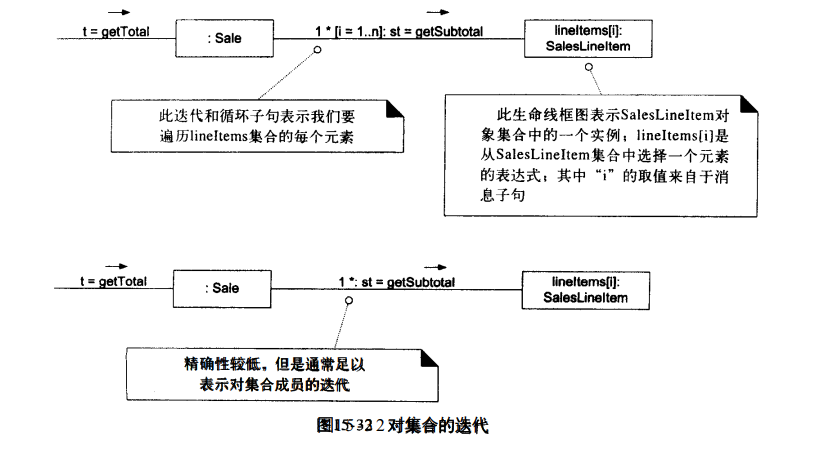 t = getTotal
: Sale
1 * [i = 1..n]: st = getSubtotal
lineItems[i]:
SalesLineItem
此迭代和循环子句表示我们要
遍历lineItems集合的每个元素
此生命线框图表示SalesLineItem对
象集合中的一个实例；lineItems[i]是
从SalesLineItem集合中选择一个元素
的表达式；其中“i”的取值来自于消
息子句
t = getTotal
: Sale
1 *: st = getSubtotal
lineItems[i]:
SalesLineItem
精确性较低，但是通常足以
表示对集合成员的迭代
对集合的迭代